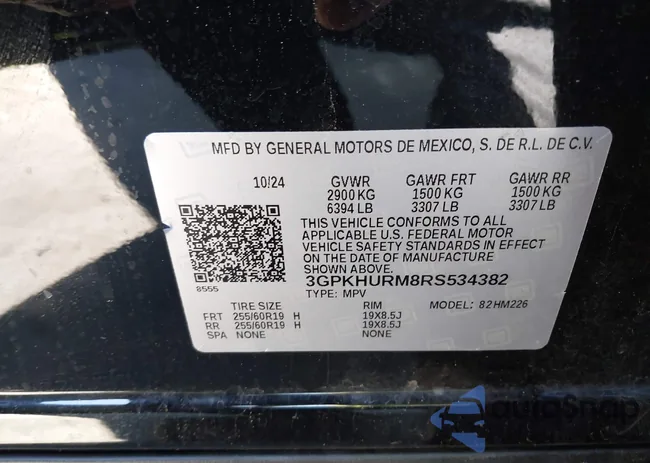 MFD BY GENERAL MOTORS DE MEXICO, S. DE R.L. DE C.V.
10/24 GVWR GAWR FRT GAWR RR
2900 KG 1500 KG 1500 KG
6394 LB 3307 LB 3307 LB
THIS VEHICLE CONFORMS TO ALL
APPLICABLE U.S. FEDERAL MOTOR
VEHICLE SAFETY STANDARDS IN EFFECT
ON THE DATE OF MANUFACTURE
SHOWN ABOVE.
8555
3GPKHURM8RS534382
TYPE: MPV MODEL: 82HM226
TIRE SIZE RIM
FRT 255/60R19 H 19X8.5J
RR 255/60R19 H 19X8.5J
SPA NONE NONE
autoSnap